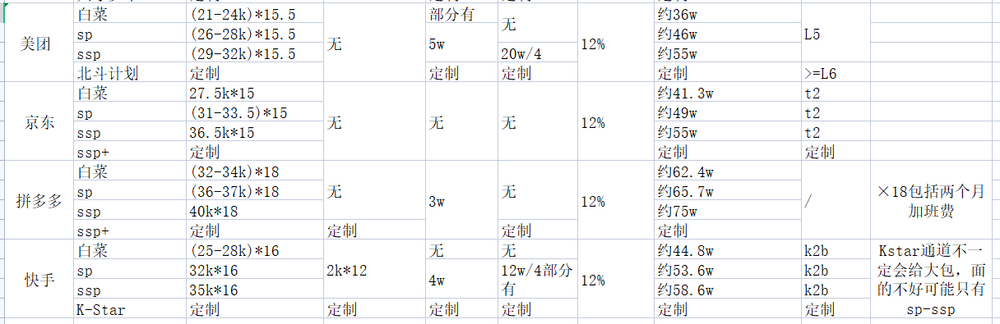 白菜 (21-24k)*15.5 部分有 约36w
美团 sp (26-28k)*15.5 无 5w 无 12% 约46w L5
ssp (29-32k)*15.5 20w/4 约55w
北斗计划 定制 定制 定制 定制 >=L6
白菜 27.5k*15 约41.3w t2
京东 sp (31-33.5)*15 无 无 无 12% 约49w t2
ssp 36.5k*15 约55w t2
ssp+ 定制 定制 定制
白菜 (32-34k)*18 约62.4w
拼多多 sp (36-37k)*18 无 3w 无 12% 约65.7w / ×18包括两个月
ssp 40k*18 约75w 加班费
ssp+ 定制 定制 定制 定制
白菜 (25-28k)*16 无 无 约44.8w k2b Kstar通道不一
快手 sp 32k*16 2k*12 4w 12w/4部分 12% 约53.6w k2b 定会给大包，面
ssp 35k*16 有 约58.6w k2b 的不好可能只有
K-Star 定制 定制 定制 定制 定制 定制 sp-ssp